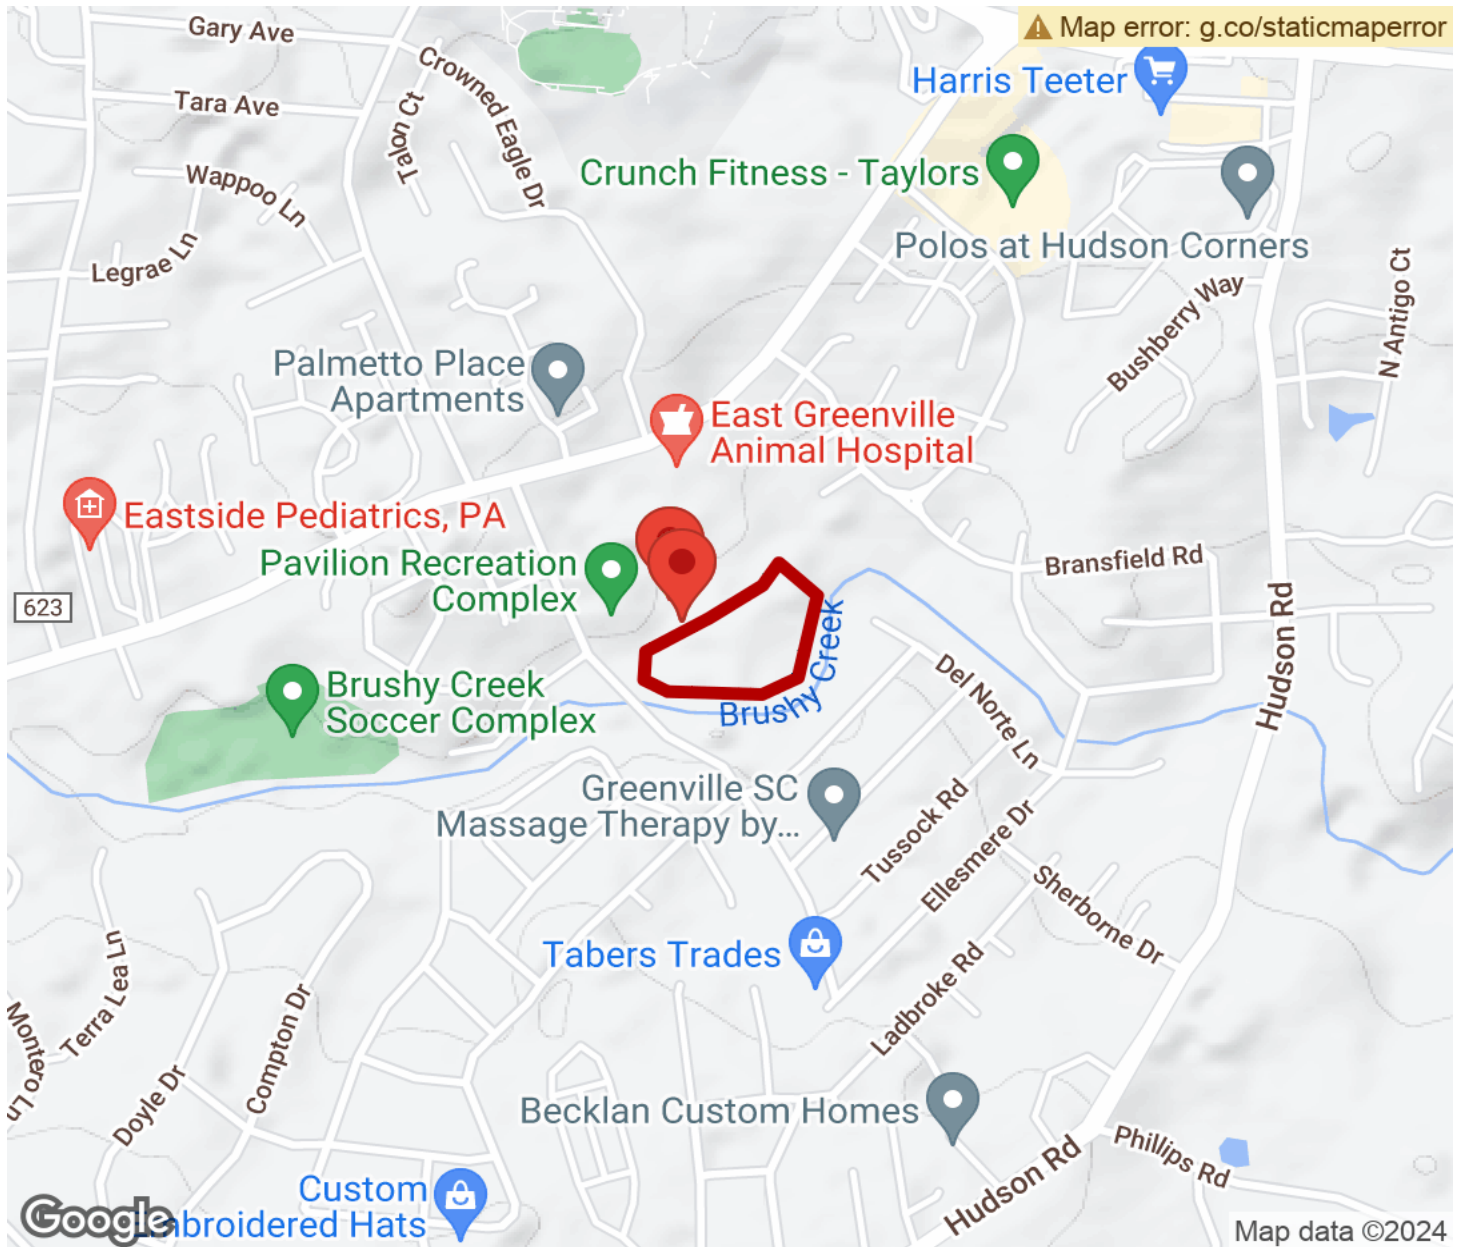 Gary Ave
Map error: g.co/staticmaperror
Crowned Eagle Dr
Harris Teeter
Tara Ave
Talon Ct
Crunch Fitness - Taylors
Wappoo Ln
Polos at Hudson Corners
Legrae Ln
N Antigo Ct
Bushberry Way
Palmetto Place
Apartments
East Greenville
Animal Hospital
Eastside Pediatrics, PA
Pavilion Recreation
Complex
Bransfield Rd
623
Hudson Rd
Brushy Creek
Brushy Creek
Soccer Complex
Del Norte Ln
Greenville SC
Massage Therapy by...
Tussock Rd
Ellesmere Dr
Sherborne Dr
Tabers Trades
Terra Lea Ln
Ladbroke Rd
Montero Ln
Compton Dr
Doyle Dr
Becklan Custom Homes
Phillips Rd
Hudson Rd
Custom
Embroidered Hats
Google
Map data ©2024